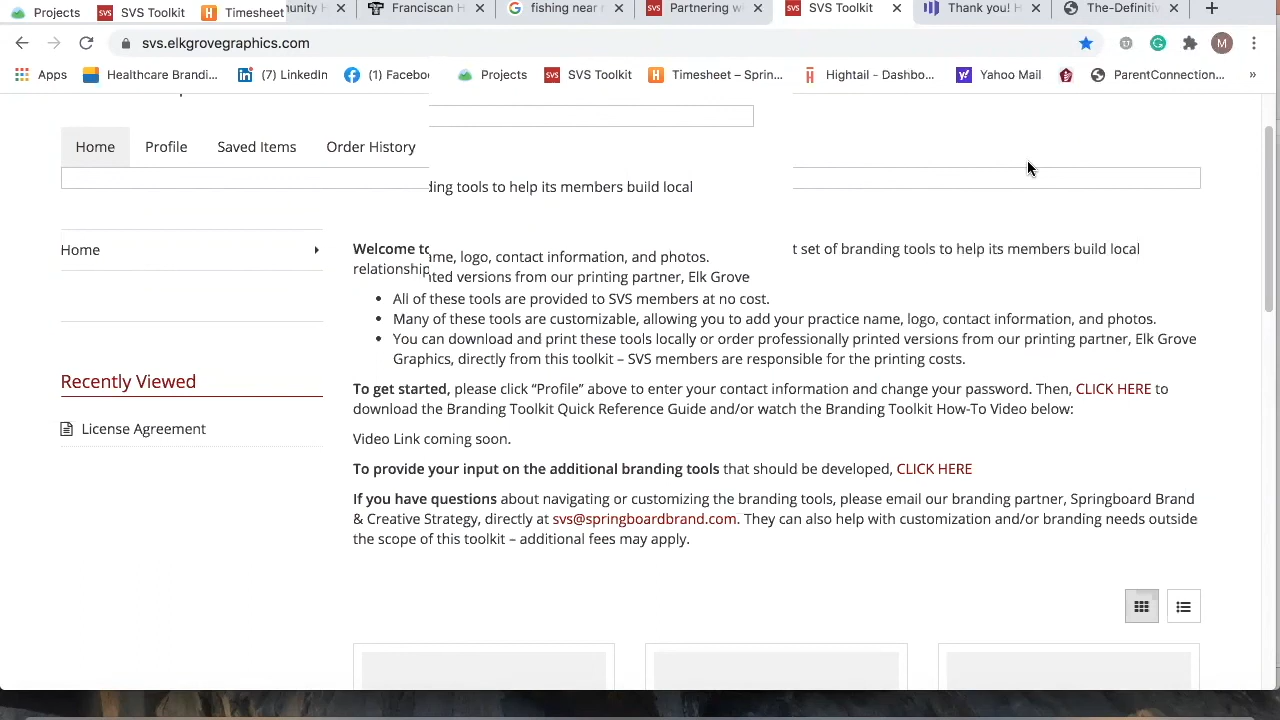 Projects SVS Toolkit Timesheet
Franciscan H fishing near Partnering w SVS Toolkit Thank you! H The-Definitiv
svs.elkgrovegraphics.com M
Apps Healthcare Brandi... (7) LinkedIn (1) Facebo Projects SVS Toolkit Timesheet – Sprin... Hightail - Dashbo... Yahoo Mail ParentConnection... »
Home Profile Saved Items Order History
ding tools to help its members build local
Home
Welcome to t set of branding tools to help its members build local
relationship
me, logo, contact information, and photos.
ted versions from our printing partner, Elk Grove
• All of these tools are provided to SVS members at no cost.
• Many of these tools are customizable, allowing you to add your practice name, logo, contact information, and photos.
• You can download and print these tools locally or order professionally printed versions from our printing partner, Elk Grove
Graphics, directly from this toolkit – SVS members are responsible for the printing costs.
To get started, please click “Profile” above to enter your contact information and change your password. Then, CLICK HERE to
download the Branding Toolkit Quick Reference Guide and/or watch the Branding Toolkit How-To Video below:
Video Link coming soon.
To provide your input on the additional branding tools that should be developed, CLICK HERE
If you have questions about navigating or customizing the branding tools, please email our branding partner, Springboard Brand
& Creative Strategy, directly at svs@springboardbrand.com. They can also help with customization and/or branding needs outside
the scope of this toolkit – additional fees may apply.
Recently Viewed
License Agreement